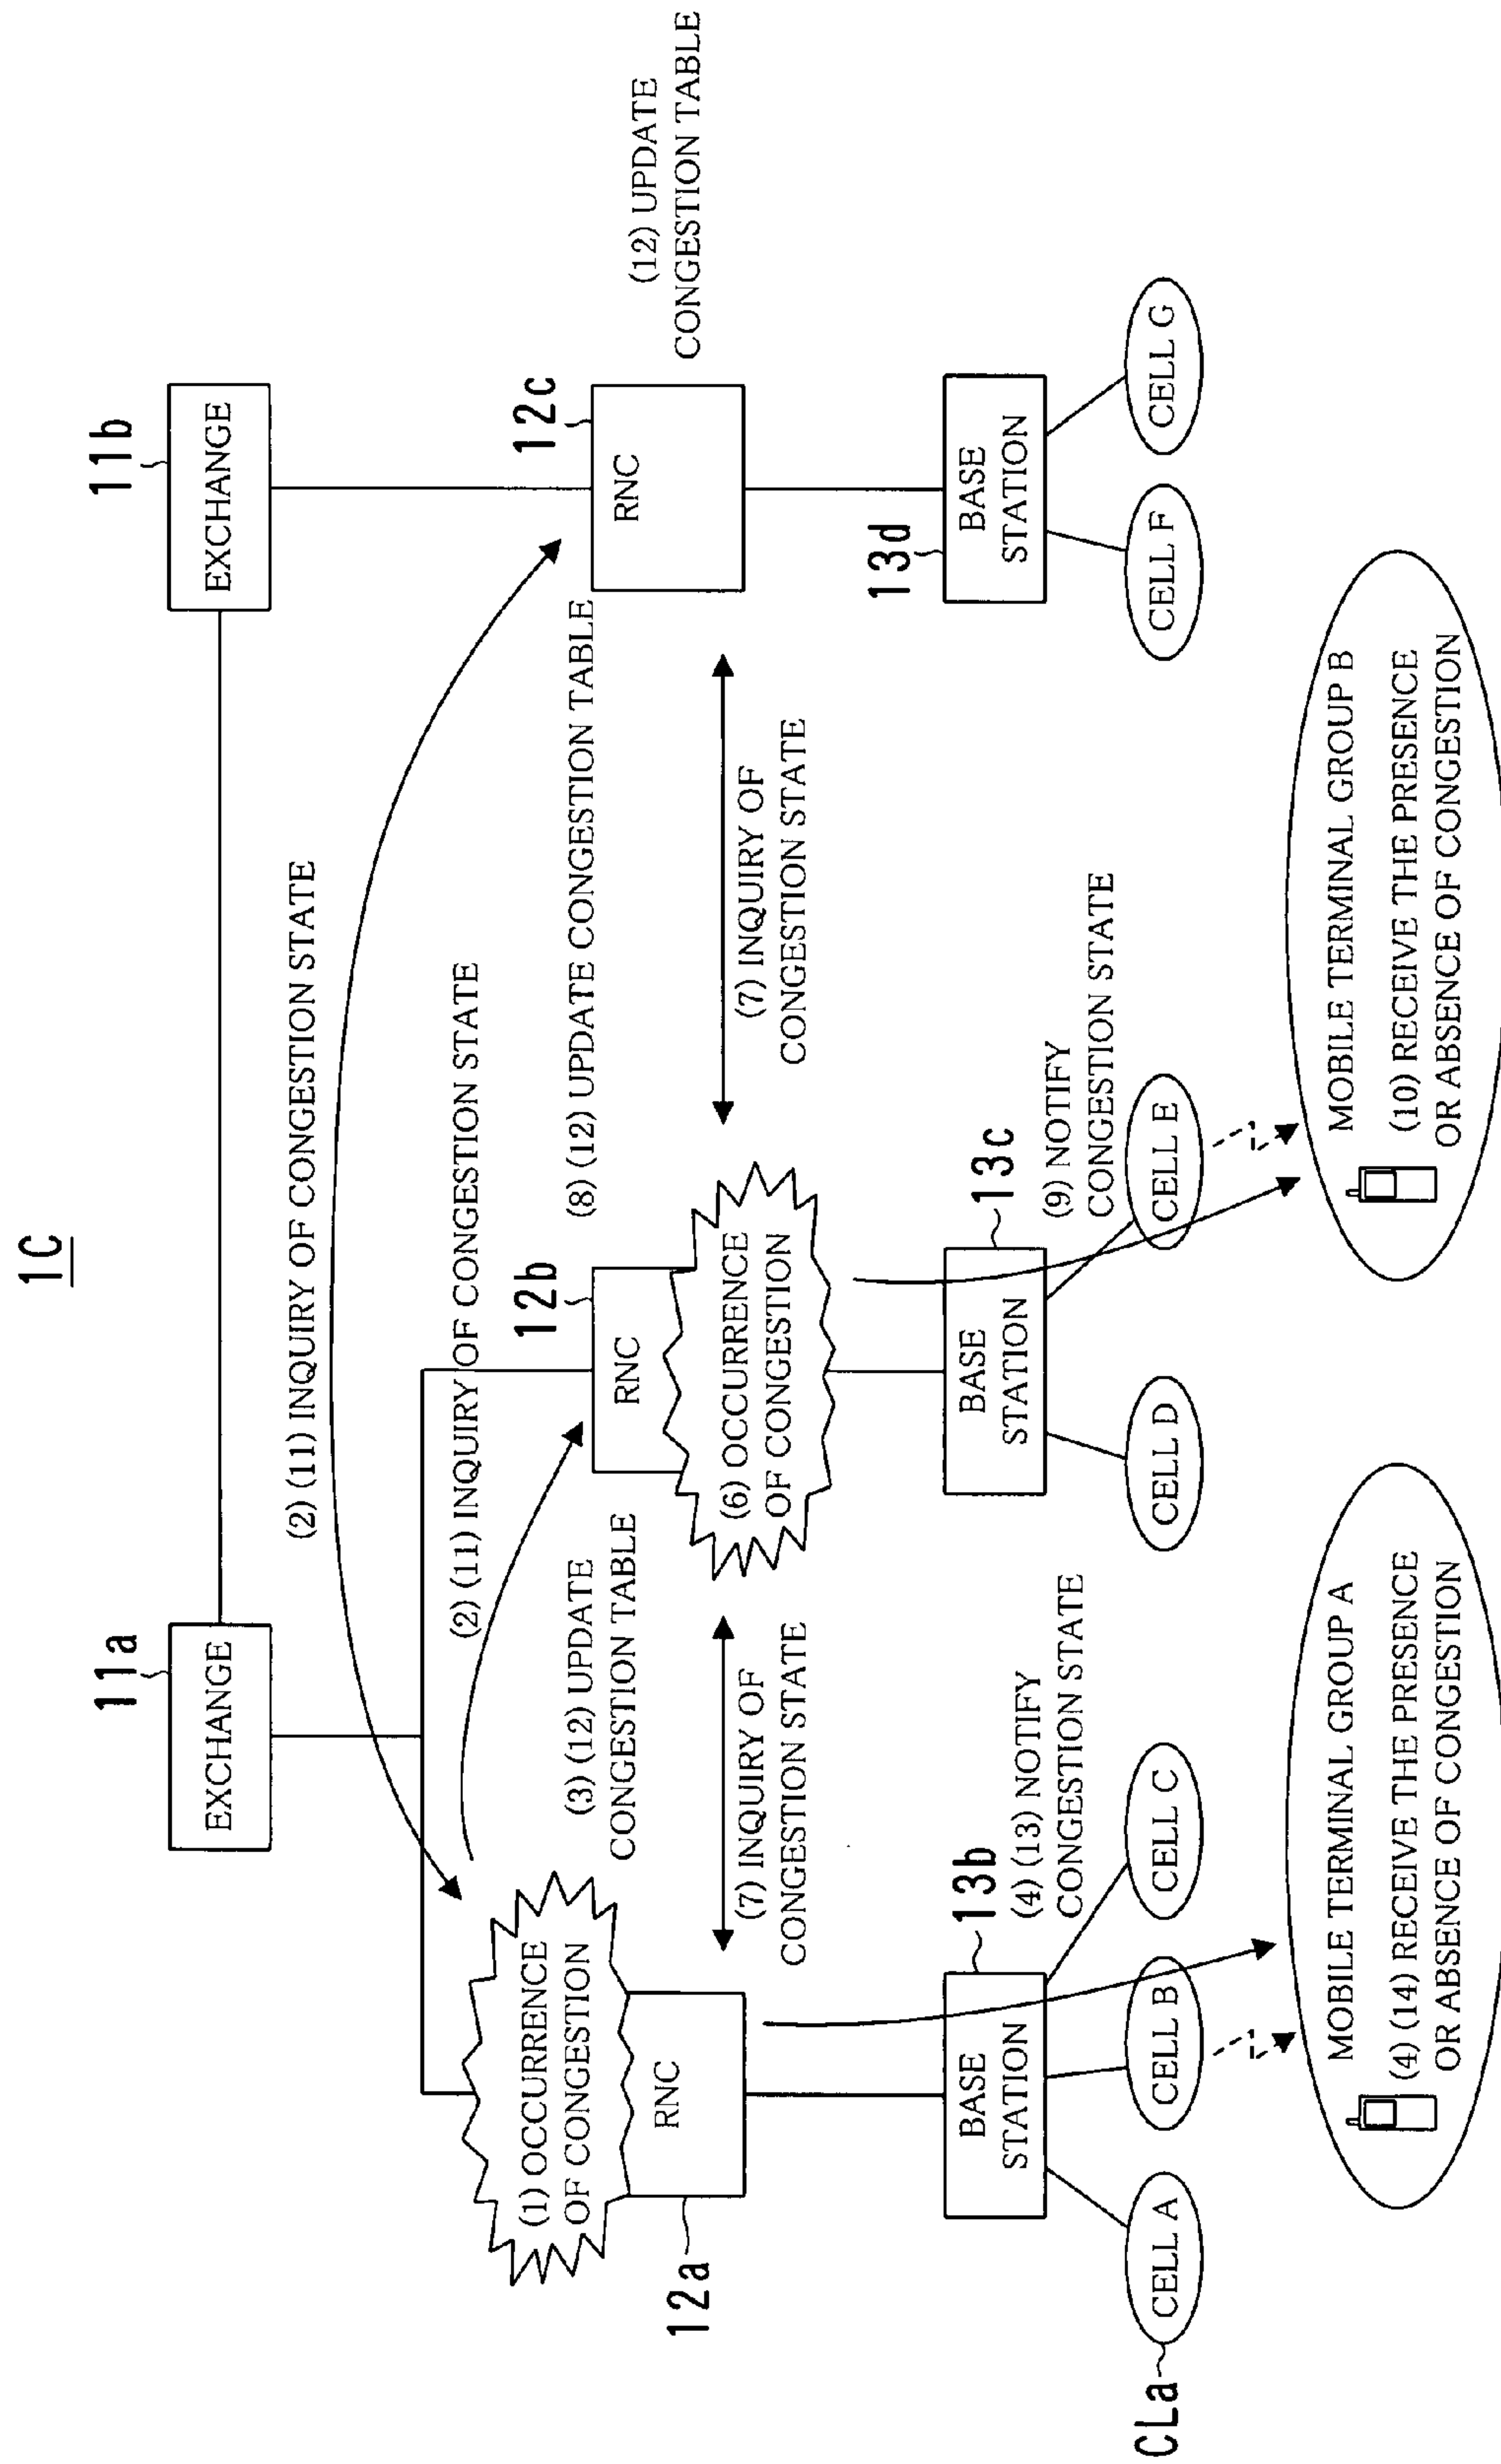 1C
11a
EXCHANGE
11b
EXCHANGE
(2) (11) INQUIRY OF CONGESTION STATE
(2) (11) INQUIRY OF CONGESTION STATE
(1) OCCURRENCE
OF CONGESTION
RNC
12a
(3) (12) UPDATE
CONGESTION TABLE
12b
RNC
(6) OCCURRENCE
OF CONGESTION
(8) (12) UPDATE CONGESTION TABLE
12c
RNC
(12) UPDATE
CONGESTION TABLE
(7) INQUIRY OF
CONGESTION STATE
(7) INQUIRY OF
CONGESTION STATE
BASE
STATION
13b
(4) (13) NOTIFY
CONGESTION STATE
BASE
STATION
13c
(9) NOTIFY
CONGESTION STATE
13d
BASE
STATION
CLa
CELL A
CELL B
CELL C
CELL D
CELL E
CELL F
CELL G
MOBILE TERMINAL GROUP A
(4) (14) RECEIVE THE PRESENCE
OR ABSENCE OF CONGESTION
MOBILE TERMINAL GROUP B
(10) RECEIVE THE PRESENCE
OR ABSENCE OF CONGESTION